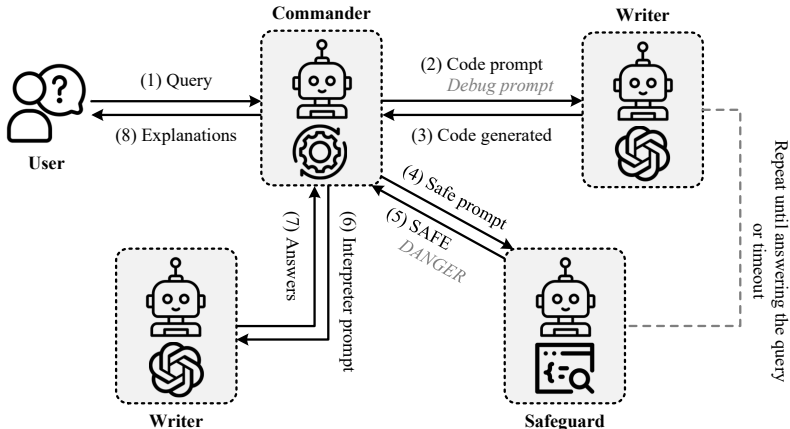 Commander
Writer
(1) Query
(2) Code prompt
Debug prompt
(8) Explanations
(3) Code generated
User
(4) Safe prompt
(5) SAFE
DANGER
(7) Answers
(6) Interpreter prompt
Repeat until answering the query
or timeout
Writer
Safeguard